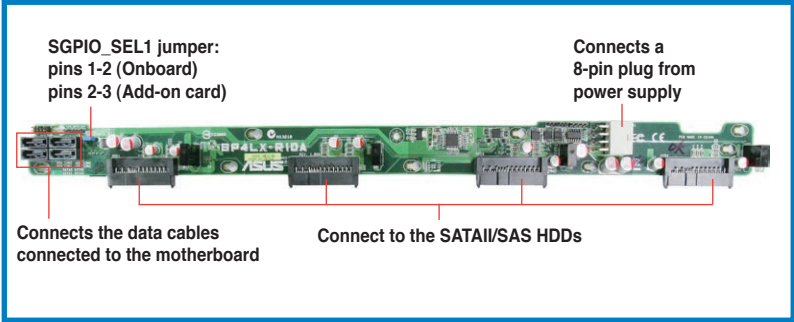 SGPIO_SEL1 jumper:
pins 1-2 (Onboard)
pins 2-3 (Add-on card)
Connects a
8-pin plug from
power supply
BP4LX-R10A
ASUS
CE
Connects the data cables
connected to the motherboard
Connect to the SATAII/SAS HDDs